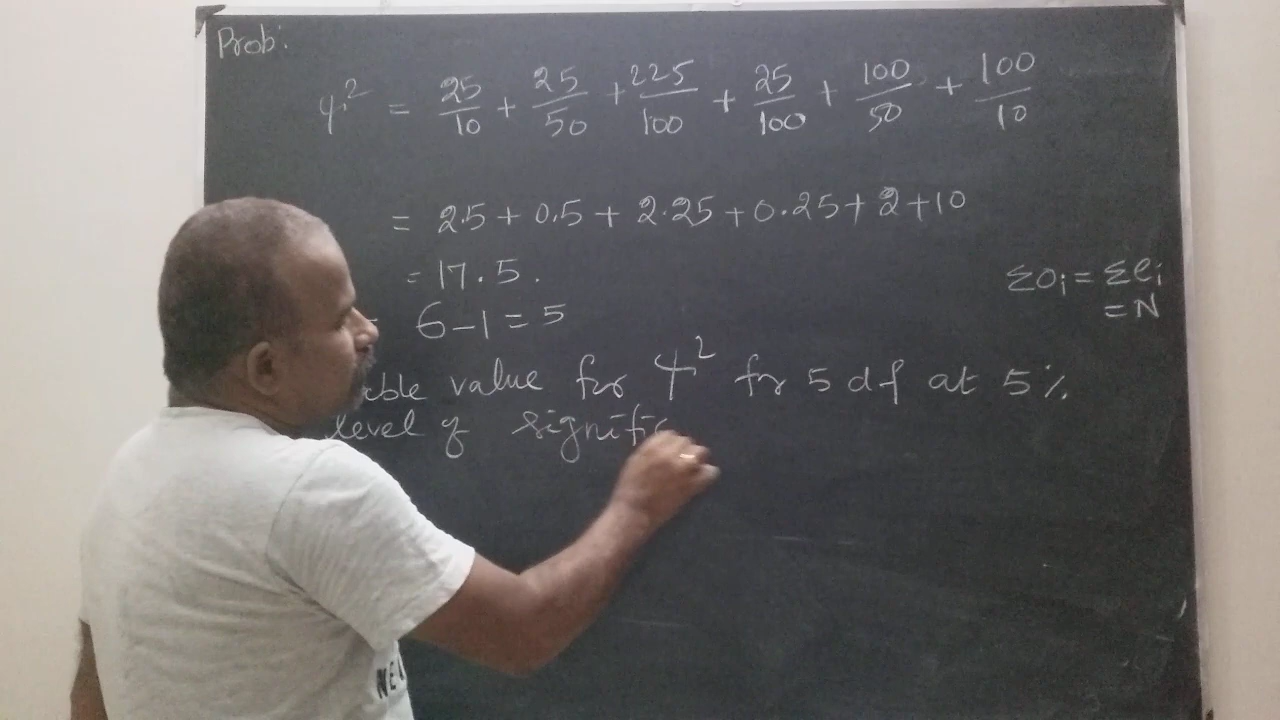 Prob:
ψ² = 25/10 + 25/50 + 225/100 + 25/100 + 100/50 + 100/10
= 2.5 + 0.5 + 2.25 + 0.25 + 2 + 10
= 17.5.
6 - 1 = 5
Σoᵢ = Σeᵢ
= N
value for ψ² for 5 df at 5%
level of
NE